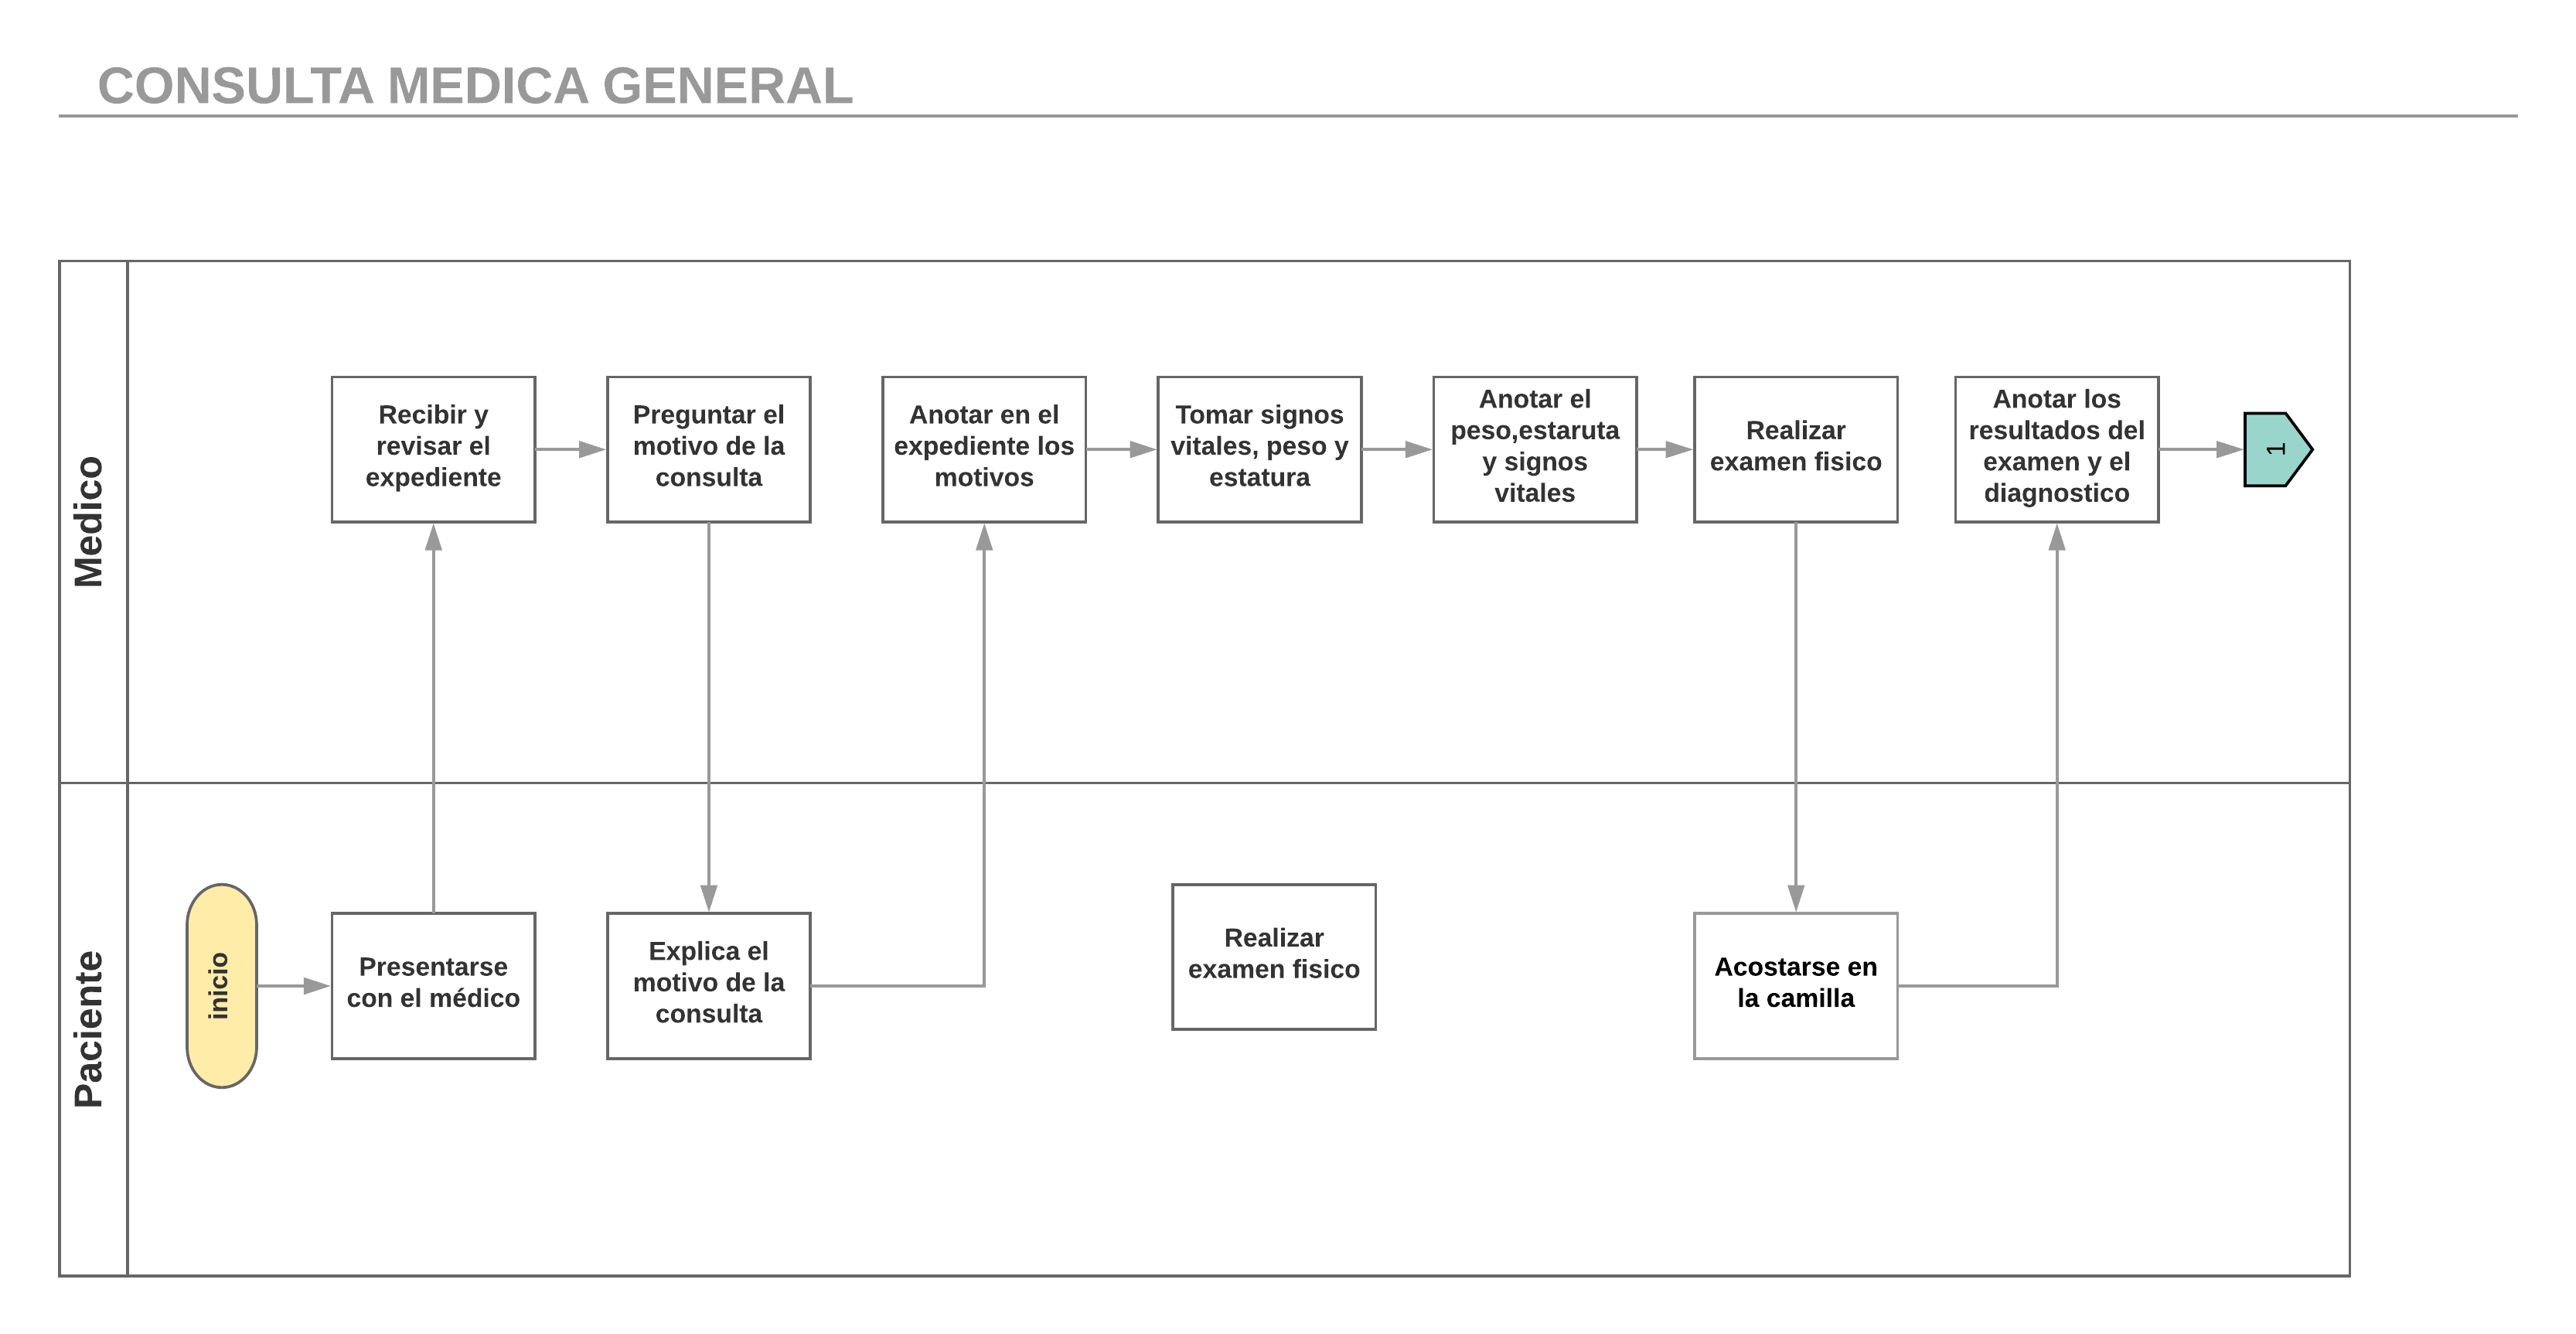 CONSULTA MEDICA GENERAL
Medico
Recibir y
revisar el
expediente
Preguntar el
motivo de la
consulta
Anotar en el
expediente los
motivos
Tomar signos
vitales, peso y
estatura
Anotar el
peso,estaruta
y signos
vitales
Realizar
examen fisico
Anotar los
resultados del
examen y el
diagnostico
1
Paciente
inicio
Presentarse
con el médico
Explica el
motivo de la
consulta
Realizar
examen fisico
Acostarse en
la camilla